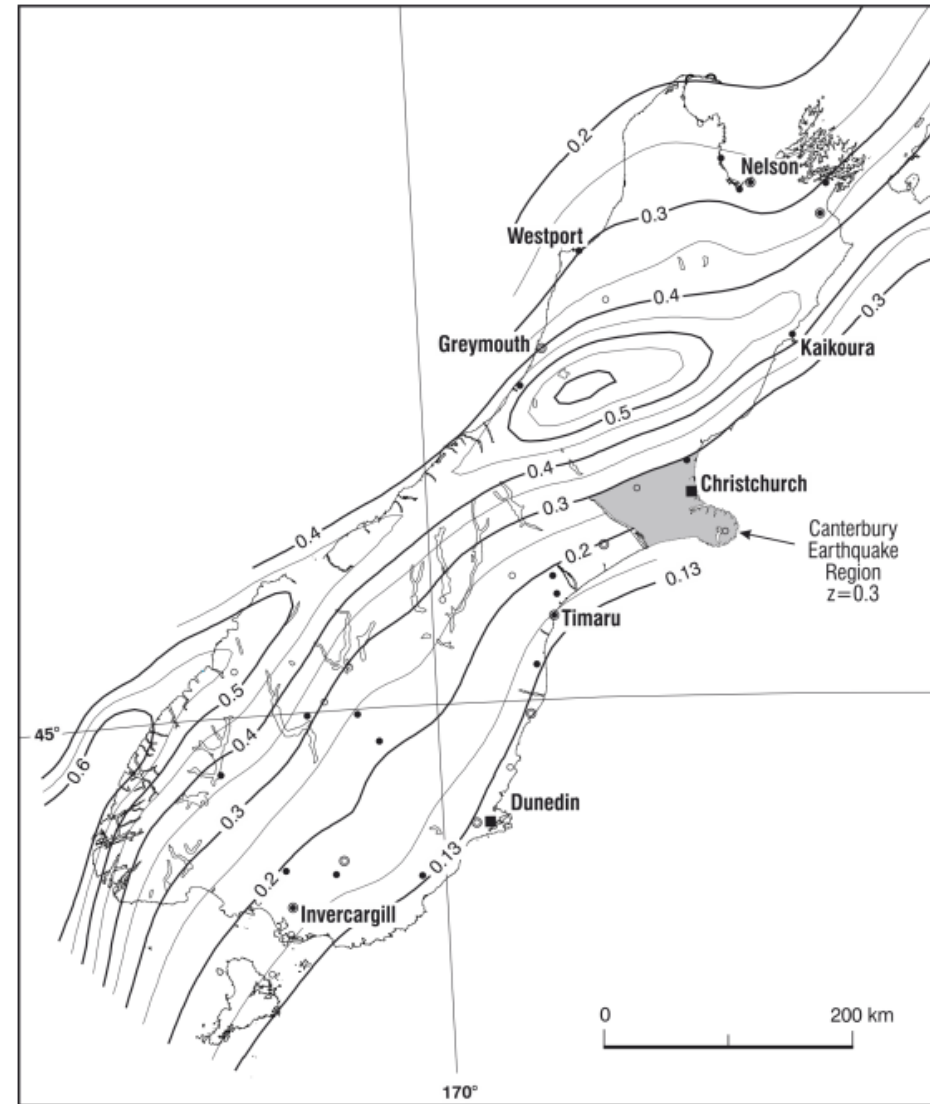 0.2
Nelson
0.3
Westport
0.4
0.3
Greymouth
Kaikoura
0.5
0.4
Christchurch
0.3
0.4
Canterbury
Earthquake
Region
z=0.3
0.2
0.13
Timaru
0.5
45°
0.4
0.6
0.3
Dunedin
0.13
0.2
Invercargill
0
200 km
170°